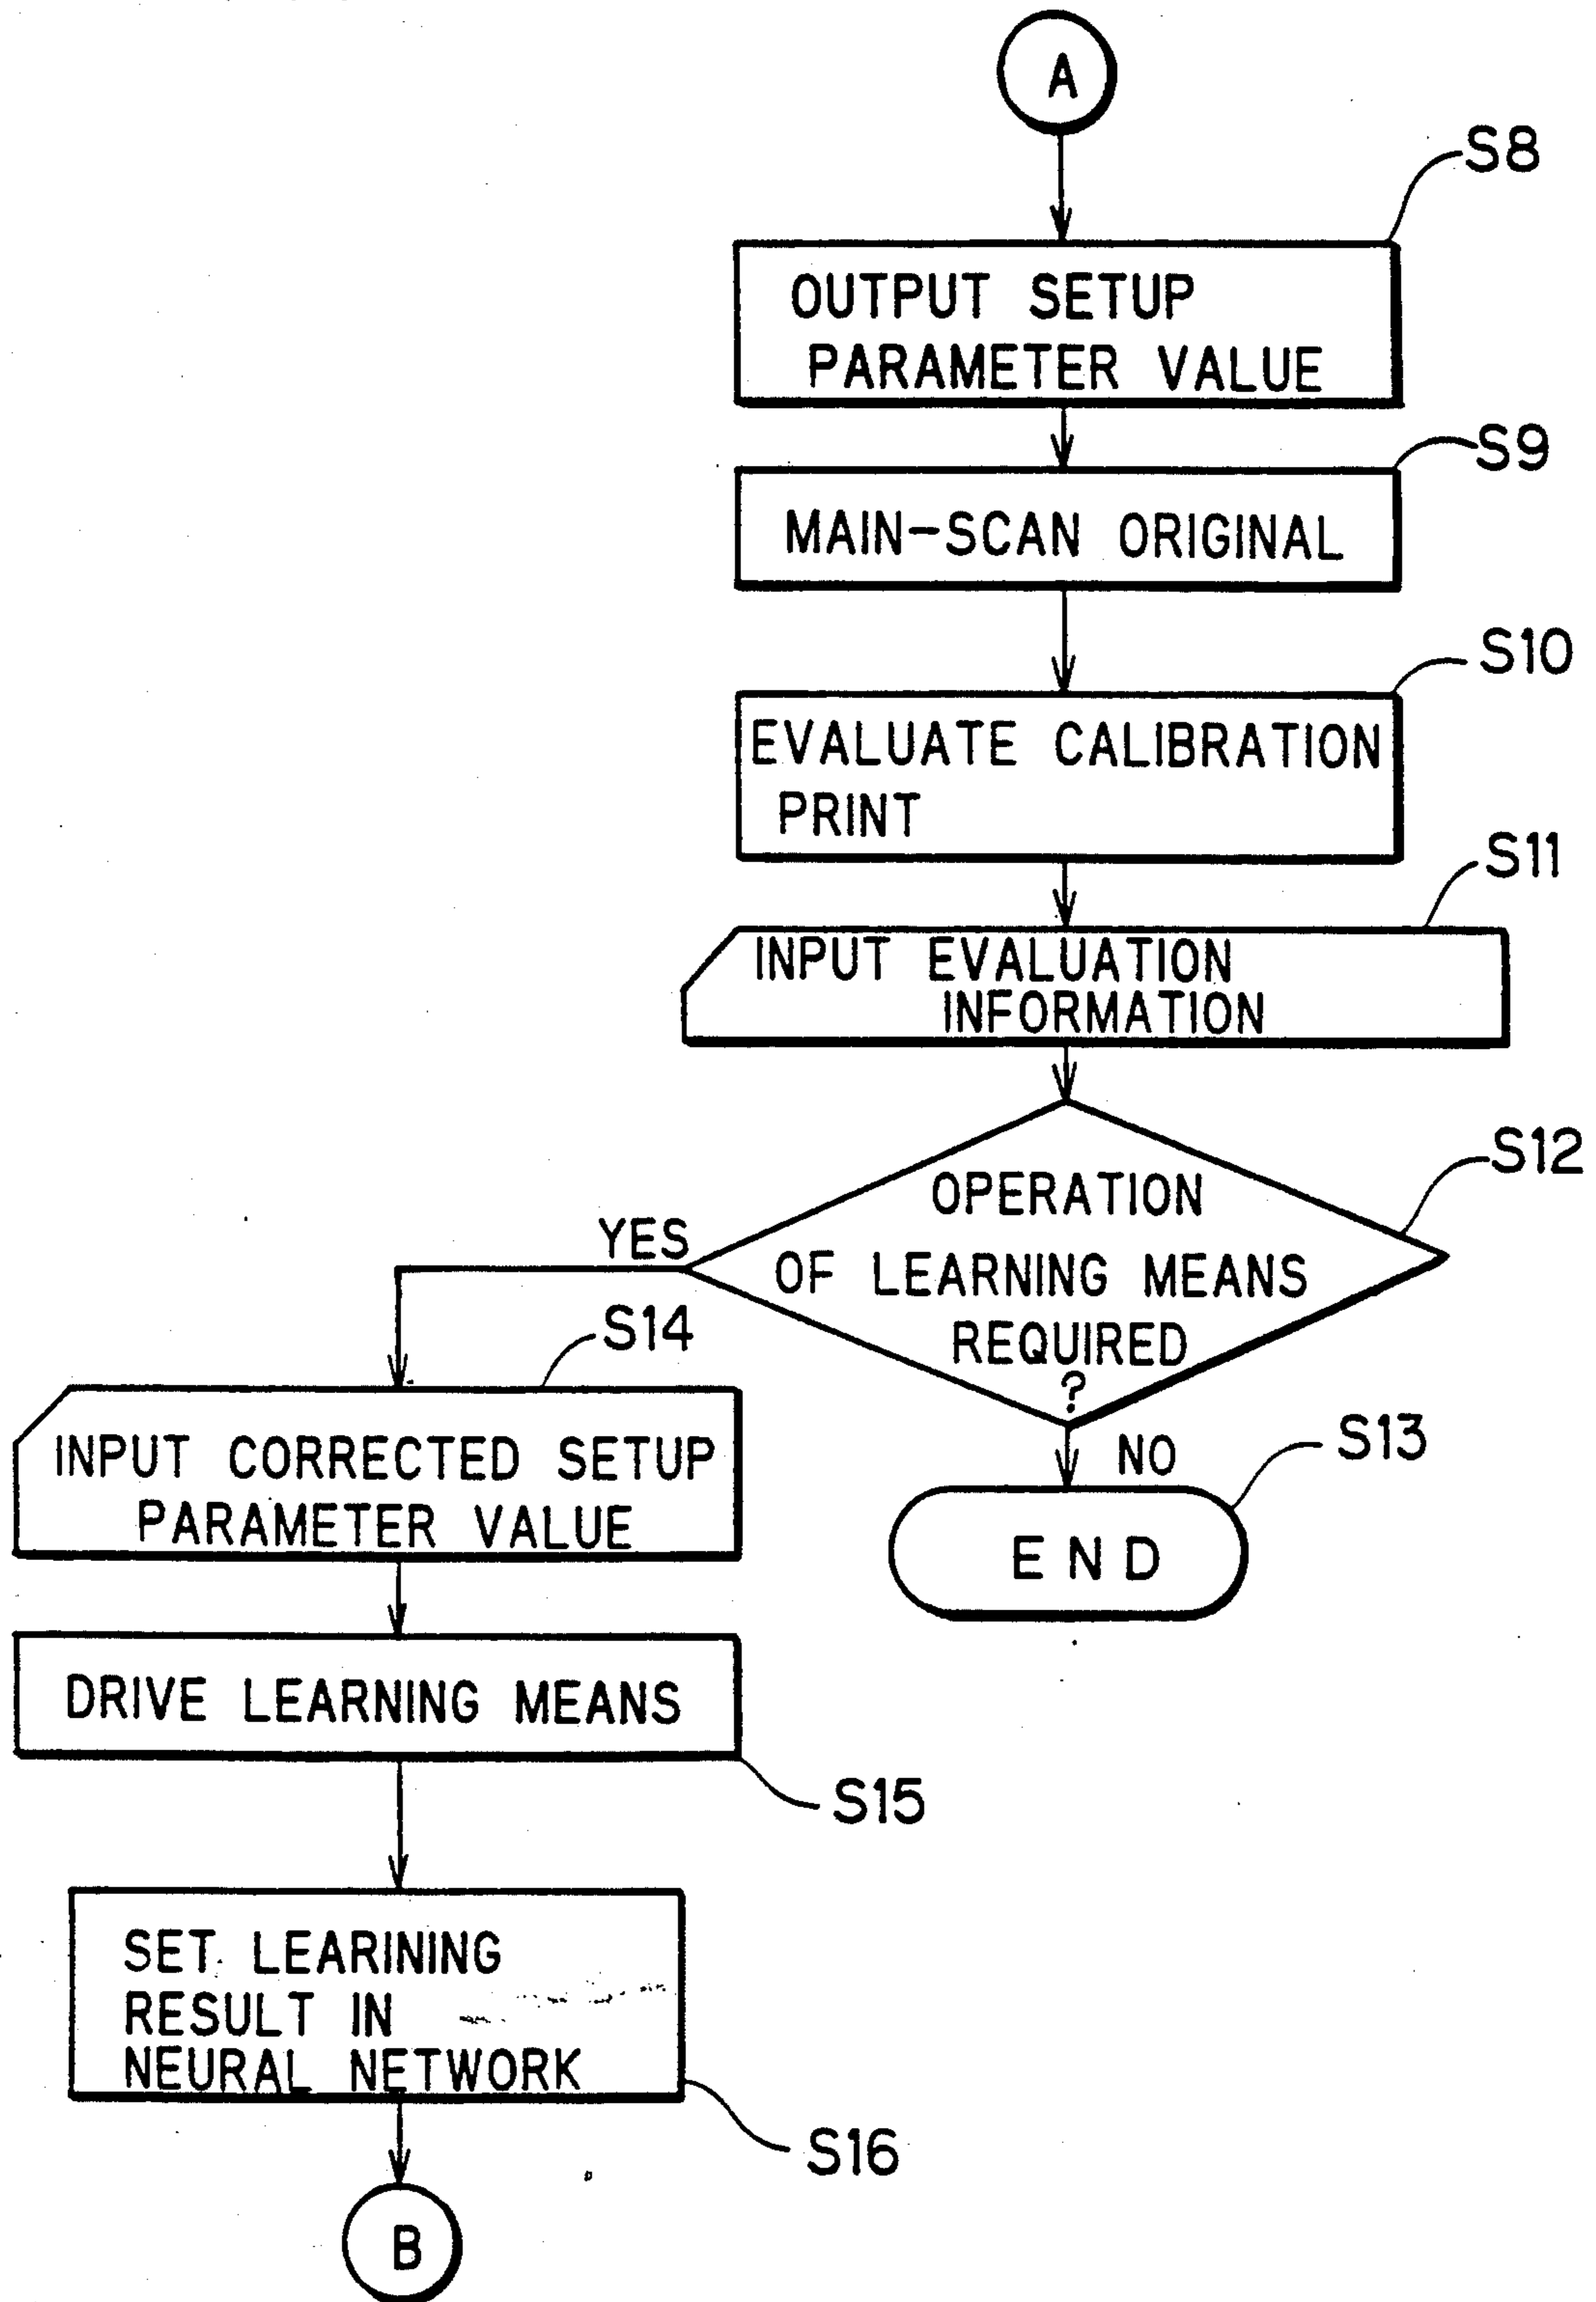 A
S8
OUTPUT SETUP
PARAMETER VALUE
S9
MAIN-SCAN ORIGINAL
S10
EVALUATE CALIBRATION
PRINT
S11
INPUT EVALUATION
INFORMATION
S12
OPERATION
OF LEARNING MEANS
REQUIRED
?
YES
NO
S13
END
S14
INPUT CORRECTED SETUP
PARAMETER VALUE
DRIVE LEARNING MEANS
S15
SET LEARINING
RESULT IN
NEURAL NETWORK
S16
B